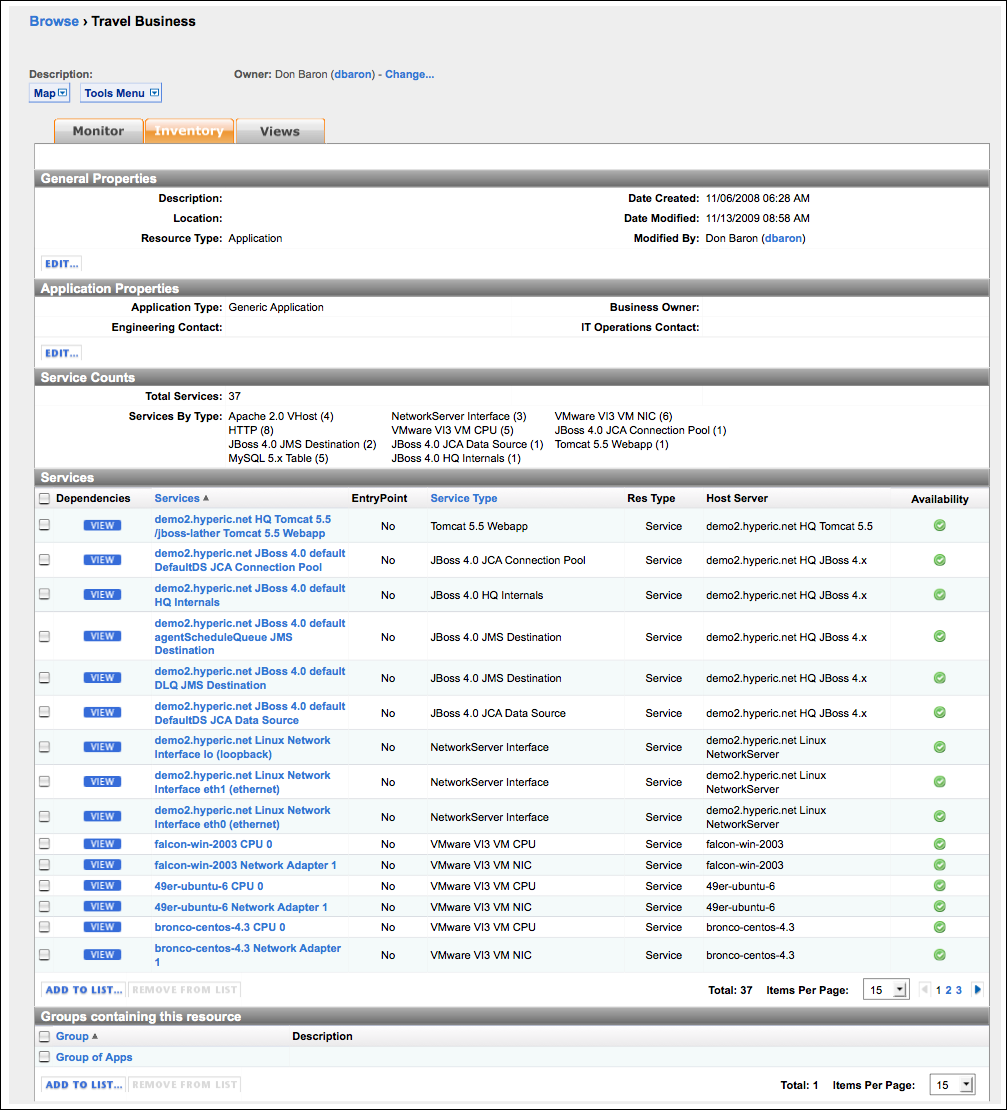 Browse › Travel Business
Description: Owner: Don Baron (dbaron) - Change...
Map Tools Menu
Monitor Inventory Views
General Properties
Description: Date Created: 11/06/2008 06:28 AM
Location: Date Modified: 11/13/2009 08:58 AM
Resource Type: Application Modified By: Don Baron (dbaron)
EDIT...
Application Properties
Application Type: Generic Application Business Owner:
Engineering Contact: IT Operations Contact:
EDIT...
Service Counts
Total Services: 37
Services By Type: Apache 2.0 VHost (4) NetworkServer Interface (3) VMware VI3 VM NIC (6)
HTTP (8) VMware VI3 VM CPU (5) JBoss 4.0 JCA Connection Pool (1)
JBoss 4.0 JMS Destination (2) JBoss 4.0 JCA Data Source (1) Tomcat 5.5 Webapp (1)
MySQL 5.x Table (5) JBoss 4.0 HQ Internals (1)
Services
Dependencies Services EntryPoint Service Type Res Type Host Server Availability
VIEW demo2.hyperic.net HQ Tomcat 5.5 No Tomcat 5.5 Webapp Service demo2.hyperic.net HQ Tomcat 5.5
/jboss-lather Tomcat 5.5 Webapp
VIEW demo2.hyperic.net JBoss 4.0 default No JBoss 4.0 JCA Connection Pool Service demo2.hyperic.net HQ JBoss 4.x
DefaultDS JCA Connection Pool
VIEW demo2.hyperic.net JBoss 4.0 default No JBoss 4.0 HQ Internals Service demo2.hyperic.net HQ JBoss 4.x
HQ Internals
demo2.hyperic.net JBoss 4.0 default
VIEW agentScheduleQueue JMS No JBoss 4.0 JMS Destination Service demo2.hyperic.net HQ JBoss 4.x
Destination
VIEW demo2.hyperic.net JBoss 4.0 default No JBoss 4.0 JMS Destination Service demo2.hyperic.net HQ JBoss 4.x
DLQ JMS Destination
VIEW demo2.hyperic.net JBoss 4.0 default No JBoss 4.0 JCA Data Source Service demo2.hyperic.net HQ JBoss 4.x
DefaultDS JCA Data Source
VIEW demo2.hyperic.net Linux Network No NetworkServer Interface Service demo2.hyperic.net Linux
Interface lo (loopback) NetworkServer
VIEW demo2.hyperic.net Linux Network No NetworkServer Interface Service demo2.hyperic.net Linux
Interface eth1 (ethernet) NetworkServer
VIEW demo2.hyperic.net Linux Network No NetworkServer Interface Service demo2.hyperic.net Linux
Interface eth0 (ethernet) NetworkServer
VIEW falcon-win-2003 CPU 0 No VMware VI3 VM CPU Service falcon-win-2003
VIEW falcon-win-2003 Network Adapter 1 No VMware VI3 VM NIC Service falcon-win-2003
VIEW 49er-ubuntu-6 CPU 0 No VMware VI3 VM CPU Service 49er-ubuntu-6
VIEW 49er-ubuntu-6 Network Adapter 1 No VMware VI3 VM NIC Service 49er-ubuntu-6
VIEW bronco-centos-4.3 CPU 0 No VMware VI3 VM CPU Service bronco-centos-4.3
VIEW bronco-centos-4.3 Network Adapter No VMware VI3 VM NIC Service bronco-centos-4.3
1
ADD TO LIST... REMOVE FROM LIST Total: 37 Items Per Page: 15 1 2 3
Groups containing this resource
Group Description
Group of Apps
ADD TO LIST... REMOVE FROM LIST Total: 1 Items Per Page: 15